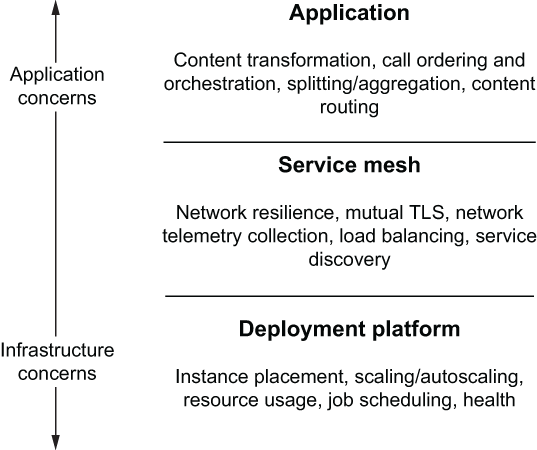 Application
Content transformation, call ordering and
orchestration, splitting/aggregation, content
routing
Application
concerns
Service mesh
Network resilience, mutual TLS, network
telemetry collection, load balancing, service
discovery
Deployment platform
Infrastructure
concerns
Instance placement, scaling/autoscaling,
resource usage, job scheduling, health